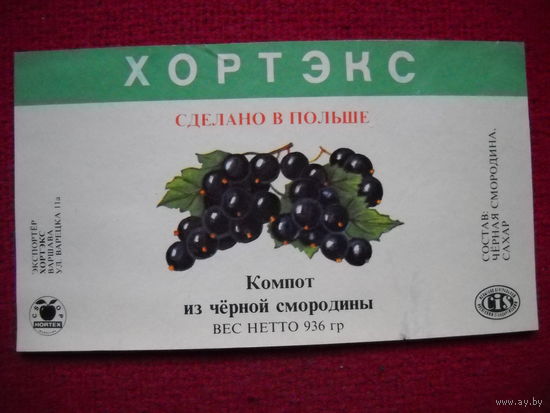 ХОРТЭКС
СДЕЛАНО В ПОЛЬШЕ
Компот
из чёрной смородины
ВЕС НЕТТО 936 гр
ЭКСПОРТЁР
ХОРТЭКС
ВАРШАВА
УЛ. ВАРЕЦКА 11а
HORTEX
СОСТАВ:
ЧЁРНАЯ СМОРОДИНА,
САХАР
www.ay.by